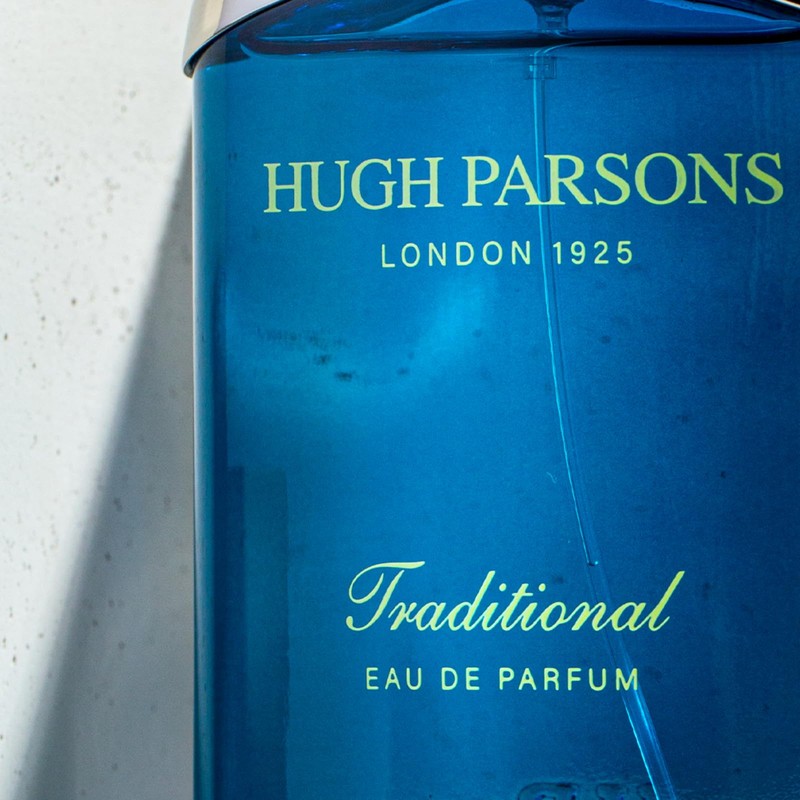 HUGH PARSONS
LONDON 1925
Traditional
EAU DE PARFUM